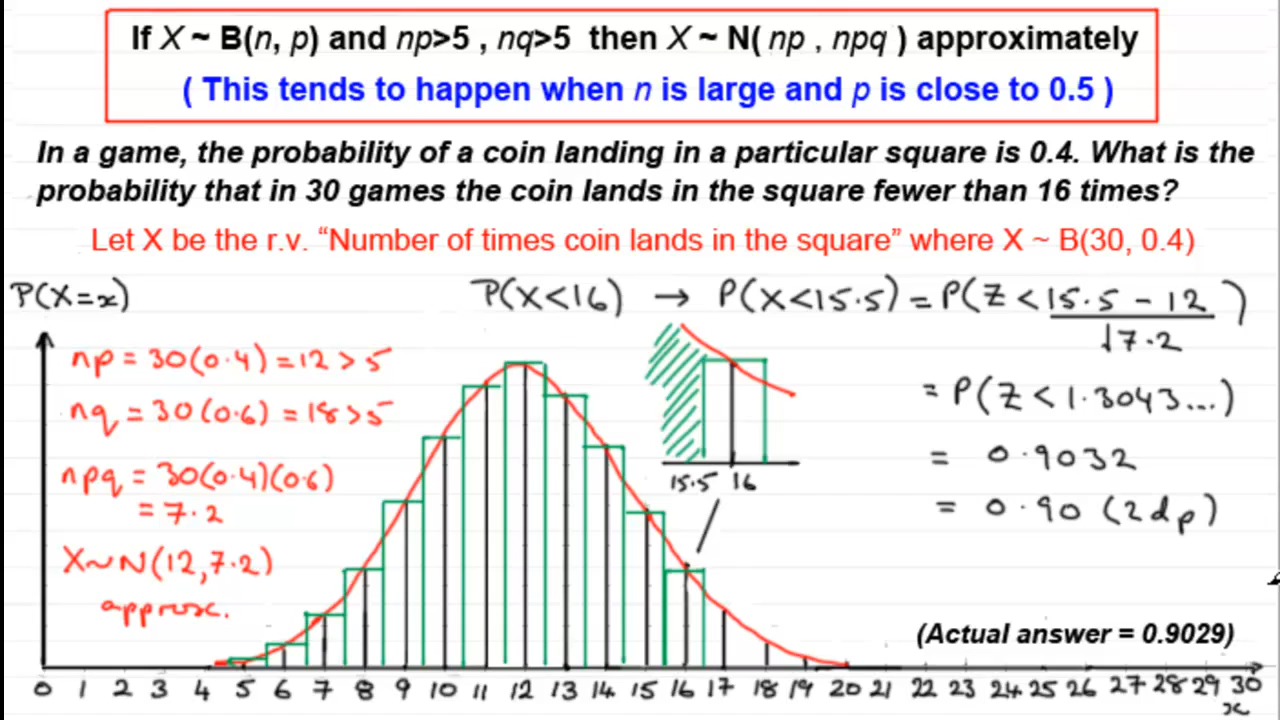 If X ~ B(n, p) and np>5 , nq>5 then X ~ N( np , npq ) approximately
( This tends to happen when n is large and p is close to 0.5 )
In a game, the probability of a coin landing in a particular square is 0.4. What is the
probability that in 30 games the coin lands in the square fewer than 16 times?
Let X be the r.v. “Number of times coin lands in the square” where X ~ B(30, 0.4)
P(X=x)
P(X<16) → P(X<15.5) = P(Z < 15.5 - 12 / √7.2)
np = 30(0.4) = 12 > 5
nq = 30(0.6) = 18 > 5
npq = 30(0.4)(0.6)
= 7.2
X~N(12,7.2)
approx.
15.5 16
= P(Z < 1.3043...)
= 0.9032
= 0.90 (2dp)
(Actual answer = 0.9029)
0 1 2 3 4 5 6 7 8 9 10 11 12 13 14 15 16 17 18 19 20 21 22 23 24 25 26 27 28 29 30
x